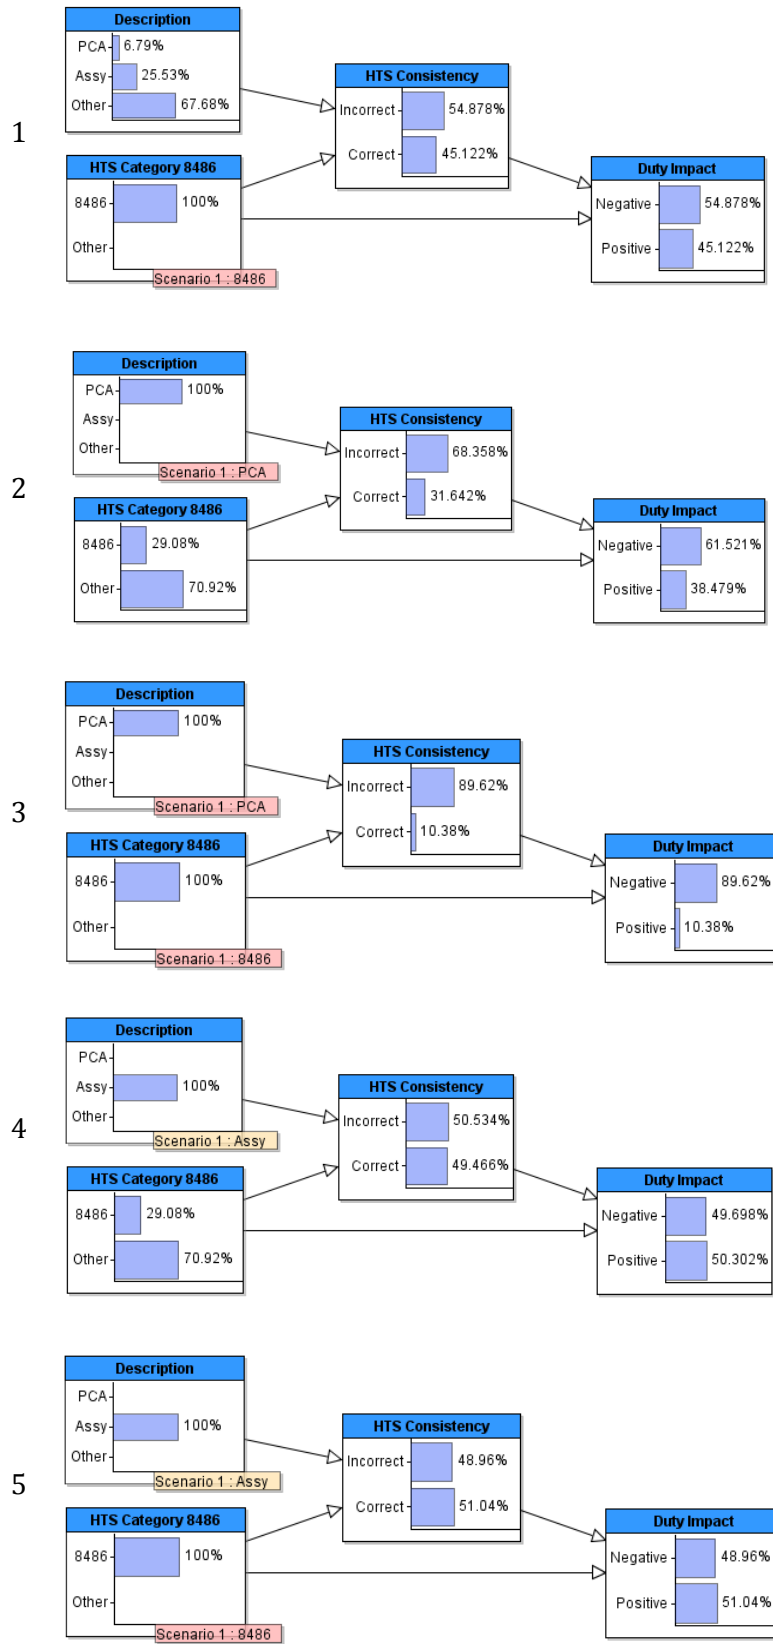 1
Description
PCA 6.79%
Assy 25.53%
Other 67.68%
HTS Consistency
Incorrect 54.878%
Correct 45.122%
HTS Category 8486
8486 100%
Other
Scenario 1 : 8486
Duty Impact
Negative 54.878%
Positive 45.122%
2
Description
PCA 100%
Assy
Other
Scenario 1 : PCA
HTS Consistency
Incorrect 68.358%
Correct 31.642%
HTS Category 8486
8486 29.08%
Other 70.92%
Duty Impact
Negative 61.521%
Positive 38.479%
3
Description
PCA 100%
Assy
Other
Scenario 1 : PCA
HTS Consistency
Incorrect 89.62%
Correct 10.38%
HTS Category 8486
8486 100%
Other
Scenario 1 : 8486
Duty Impact
Negative 89.62%
Positive 10.38%
4
Description
PCA
Assy 100%
Other
Scenario 1 : Assy
HTS Consistency
Incorrect 50.534%
Correct 49.466%
HTS Category 8486
8486 29.08%
Other 70.92%
Duty Impact
Negative 49.698%
Positive 50.302%
5
Description
PCA
Assy 100%
Other
Scenario 1 : Assy
HTS Consistency
Incorrect 48.96%
Correct 51.04%
HTS Category 8486
8486 100%
Other
Scenario 1 : 8486
Duty Impact
Negative 48.96%
Positive 51.04%